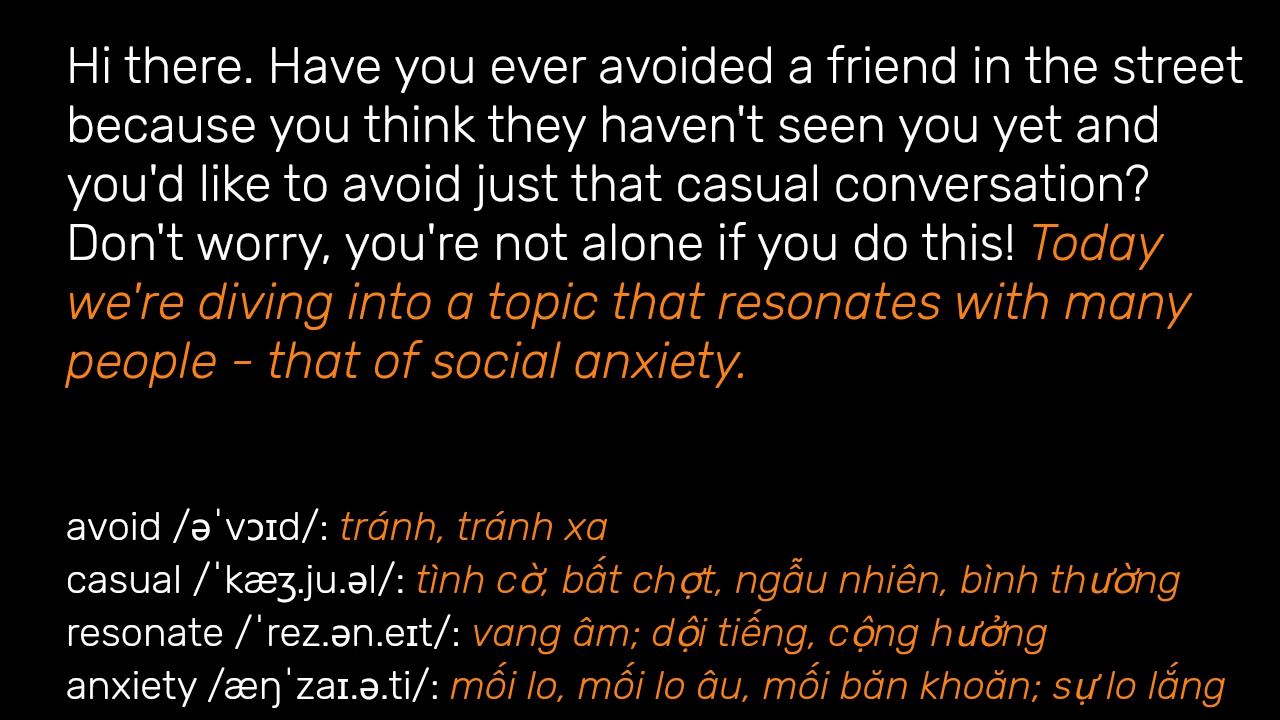 Hi there. Have you ever avoided a friend in the street
because you think they haven't seen you yet and
you'd like to avoid just that casual conversation?
Don't worry, you're not alone if you do this! Today
we're diving into a topic that resonates with many
people - that of social anxiety.
avoid /əˈvɔɪd/: tránh, tránh xa
casual /ˈkæʒ.ju.əl/: tình cờ, bất chợt, ngẫu nhiên, bình thường
resonate /ˈrez.ən.eɪt/: vang âm; dội tiếng, cộng hưởng
anxiety /æŋˈzaɪ.ə.ti/: mối lo, mối lo âu, mối băn khoăn; sự lo lắng